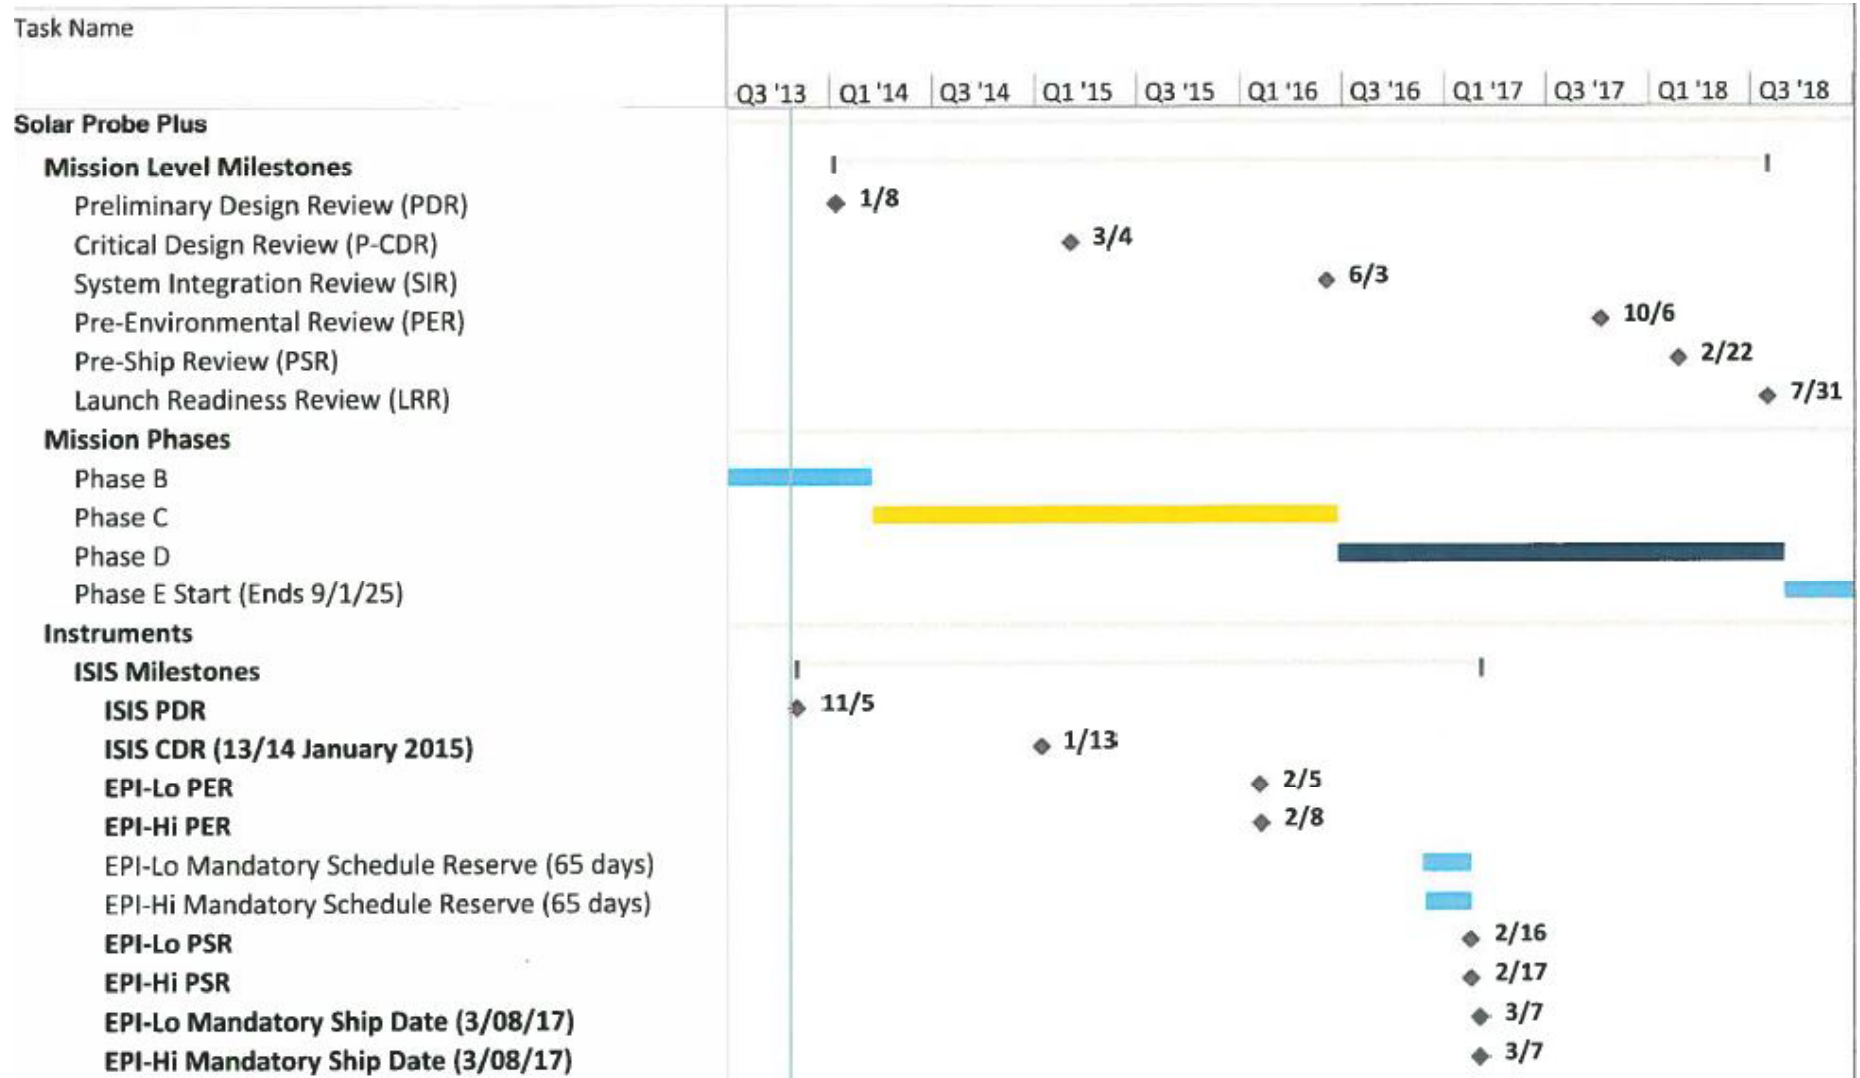 Task Name
Q3 '13 Q1 '14 Q3 '14 Q1 '15 Q3 '15 Q1 '16 Q3 '16 Q1 '17 Q3 '17 Q1 '18 Q3 '18
Solar Probe Plus
Mission Level Milestones
Preliminary Design Review (PDR) 1/8
Critical Design Review (P-CDR) 3/4
System Integration Review (SIR) 6/3
Pre-Environmental Review (PER) 10/6
Pre-Ship Review (PSR) 2/22
Launch Readiness Review (LRR) 7/31
Mission Phases
Phase B
Phase C
Phase D
Phase E Start (Ends 9/1/25)
Instruments
ISIS Milestones
ISIS PDR 11/5
ISIS CDR (13/14 January 2015) 1/13
EPI-Lo PER 2/5
EPI-Hi PER 2/8
EPI-Lo Mandatory Schedule Reserve (65 days)
EPI-Hi Mandatory Schedule Reserve (65 days)
EPI-Lo PSR 2/16
EPI-Hi PSR 2/17
EPI-Lo Mandatory Ship Date (3/08/17) 3/7
EPI-Hi Mandatory Ship Date (3/08/17) 3/7